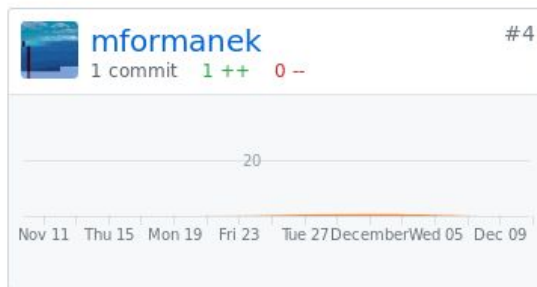 mformanek
#4
1 commit 1 ++ 0 --
20
Nov 11 Thu 15 Mon 19 Fri 23 Tue 27 December Wed 05 Dec 09